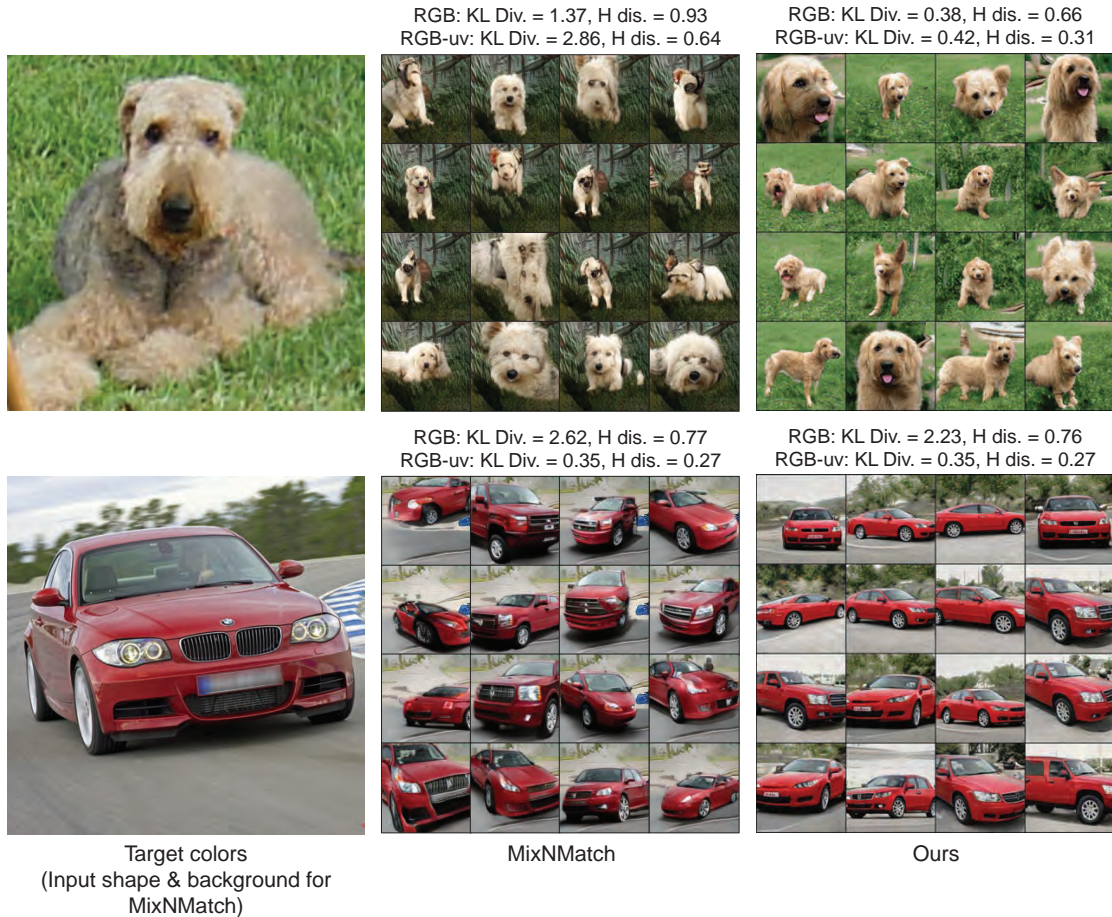 RGB: KL Div. = 1.37, H dis. = 0.93
RGB-uv: KL Div. = 2.86, H dis. = 0.64
RGB: KL Div. = 0.38, H dis. = 0.66
RGB-uv: KL Div. = 0.42, H dis. = 0.31
RGB: KL Div. = 2.62, H dis. = 0.77
RGB-uv: KL Div. = 0.35, H dis. = 0.27
RGB: KL Div. = 2.23, H dis. = 0.76
RGB-uv: KL Div. = 0.35, H dis. = 0.27
Target colors
(Input shape & background for
MixNMatch)
MixNMatch
Ours